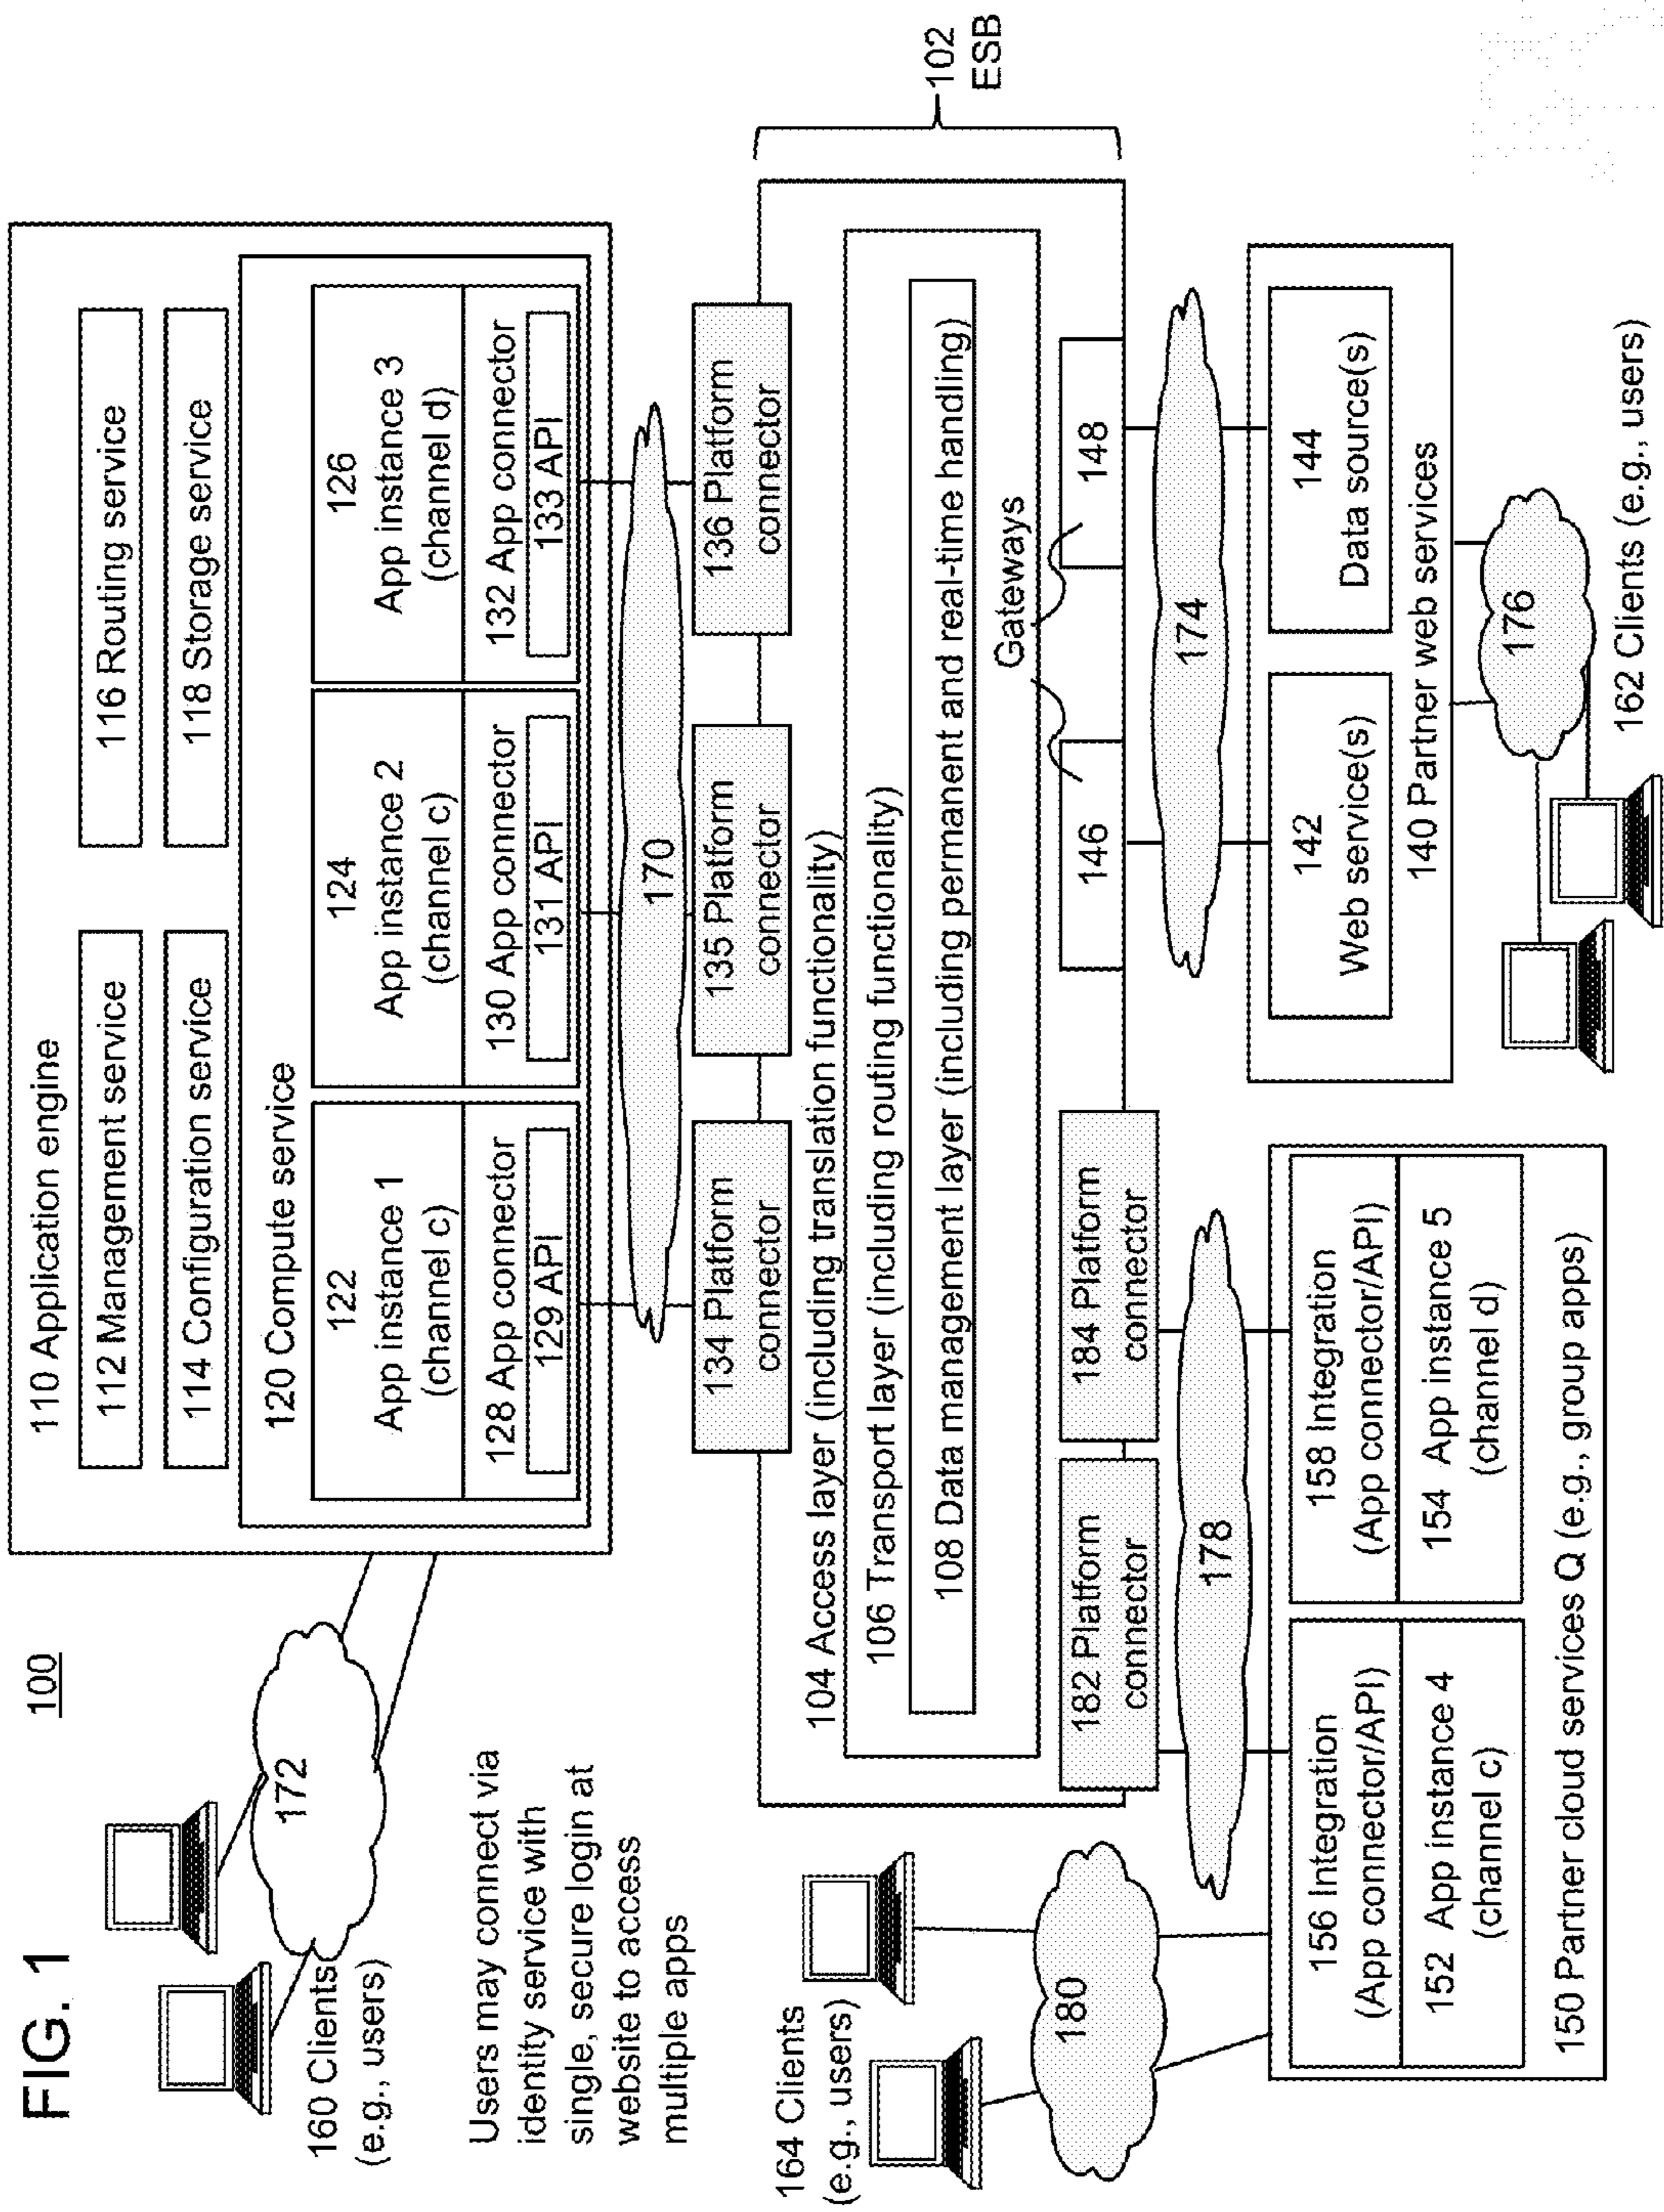 FIG. 1
100
160 Clients
(e.g., users)
172
Users may connect via
identity service with
single, secure login at
website to access
multiple apps
110 Application engine
112 Management service
116 Routing service
114 Configuration service
118 Storage service
120 Compute service
122
App instance 1
(channel c)
128 App connector
129 API
124
App instance 2
(channel c)
130 App connector
131 API
126
App instance 3
(channel d)
132 App connector
133 API
170
134 Platform
connector
135 Platform
connector
136 Platform
connector
102
ESB
104 Access layer (including translation functionality)
106 Transport layer (including routing functionality)
108 Data management layer (including permanent and real-time handling)
Gateways
182 Platform
connector
184 Platform
connector
146
148
164 Clients
(e.g., users)
180
178
174
156 Integration
(App connector/API)
152 App instance 4
(channel c)
158 Integration
(App connector/API)
154 App instance 5
(channel d)
150 Partner cloud services Q (e.g., group apps)
142
Web service(s)
144
Data source(s)
140 Partner web services
176
162 Clients (e.g., users)